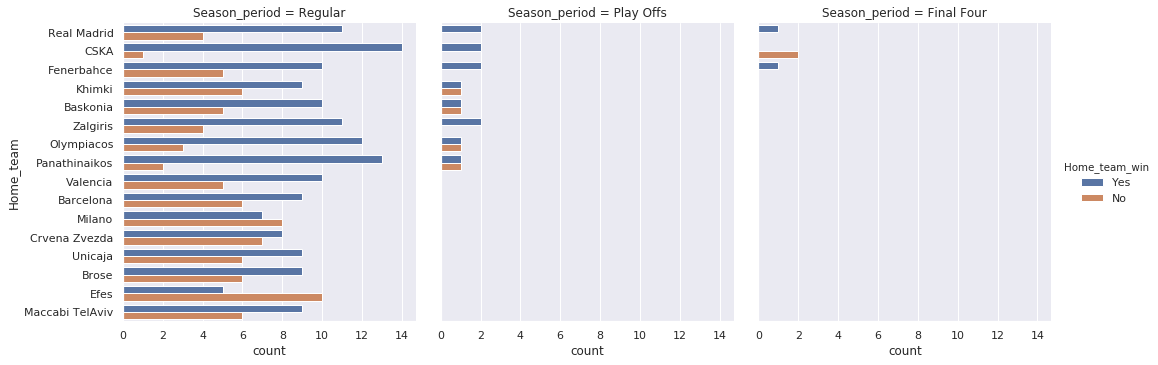 Season_period = Regular
Season_period = Play Offs
Season_period = Final Four
Home_team
Real Madrid
CSKA
Fenerbahce
Khimki
Baskonia
Zalgiris
Olympiacos
Panathinaikos
Valencia
Barcelona
Milano
Crvena Zvezda
Unicaja
Brose
Efes
Maccabi TelAviv
0 2 4 6 8 10 12 14
count
0 2 4 6 8 10 12 14
count
0 2 4 6 8 10 12 14
count
Home_team_win
Yes
No